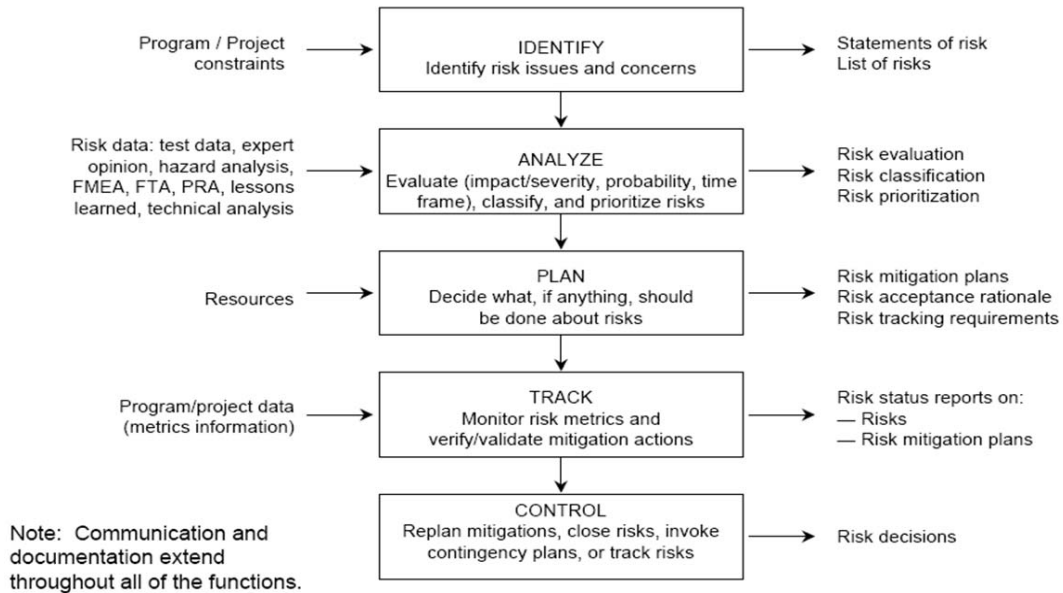 Program / Project
constraints
IDENTIFY
Identify risk issues and concerns
Statements of risk
List of risks
Risk data: test data, expert
opinion, hazard analysis,
FMEA, FTA, PRA, lessons
learned, technical analysis
ANALYZE
Evaluate (impact/severity, probability, time
frame), classify, and prioritize risks
Risk evaluation
Risk classification
Risk prioritization
Resources
PLAN
Decide what, if anything, should
be done about risks
Risk mitigation plans
Risk acceptance rationale
Risk tracking requirements
Program/project data
(metrics information)
TRACK
Monitor risk metrics and
verify/validate mitigation actions
Risk status reports on:
— Risks
— Risk mitigation plans
CONTROL
Replan mitigations, close risks, invoke
contingency plans, or track risks
Risk decisions
Note: Communication and
documentation extend
throughout all of the functions.